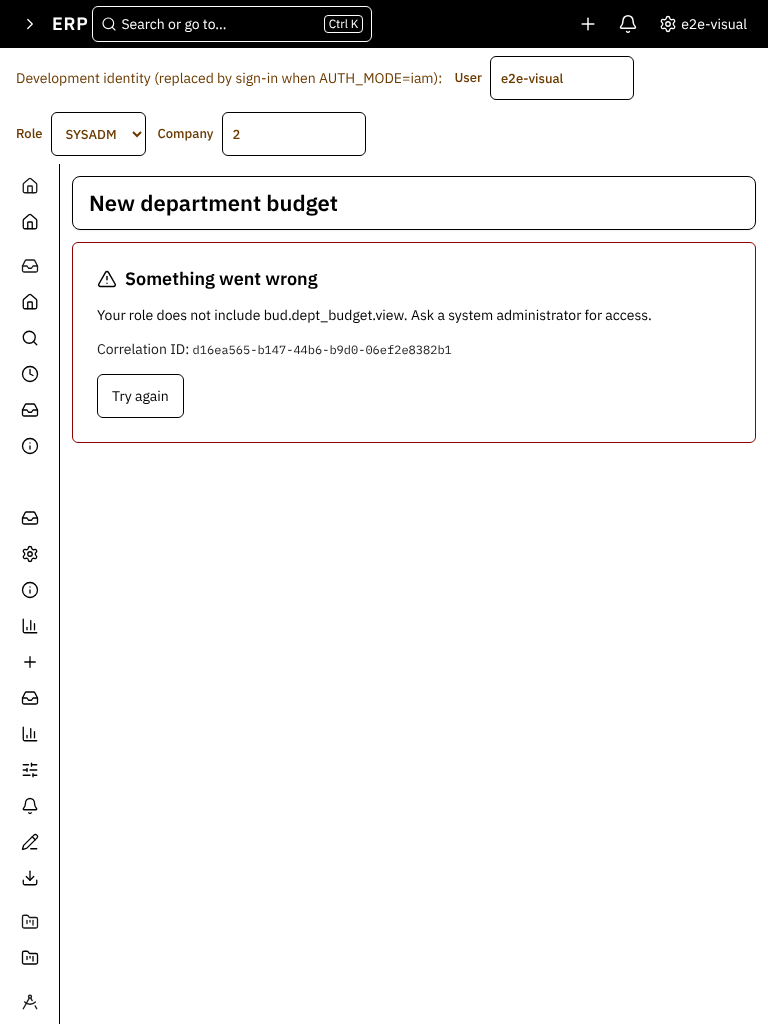 ERP
Search or go to...
Ctrl K
e2e-visual
Development identity (replaced by sign-in when AUTH_MODE=iam):
User
e2e-visual
Role
SYSADM
Company
2
New department budget
Something went wrong
Your role does not include bud.dept_budget.view. Ask a system administrator for access.
Correlation ID: d16ea565-b147-44b6-b9d0-06ef2e8382b1
Try again